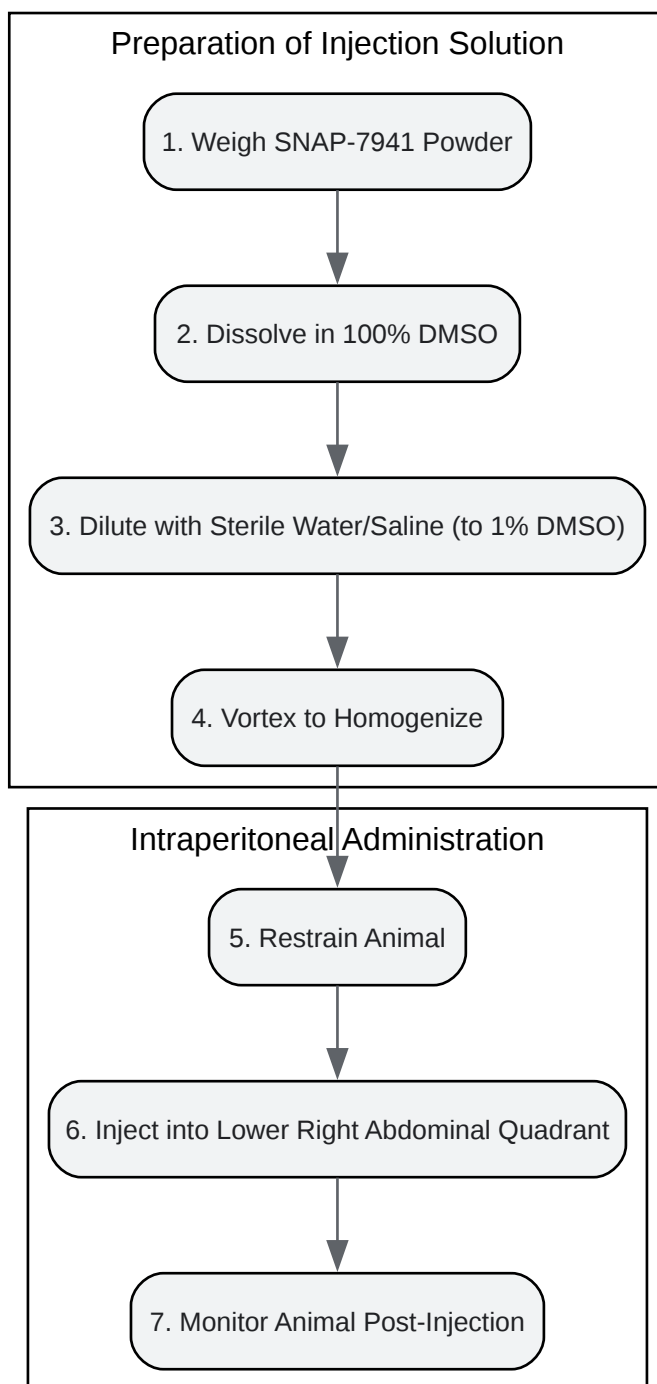 Preparation of Injection Solution
1. Weigh SNAP-7941 Powder
2. Dissolve in 100% DMSO
3. Dilute with Sterile Water/Saline (to 1% DMSO)
4. Vortex to Homogenize
Intraperitoneal Administration
5. Restrain Animal
6. Inject into Lower Right Abdominal Quadrant
7. Monitor Animal Post-Injection